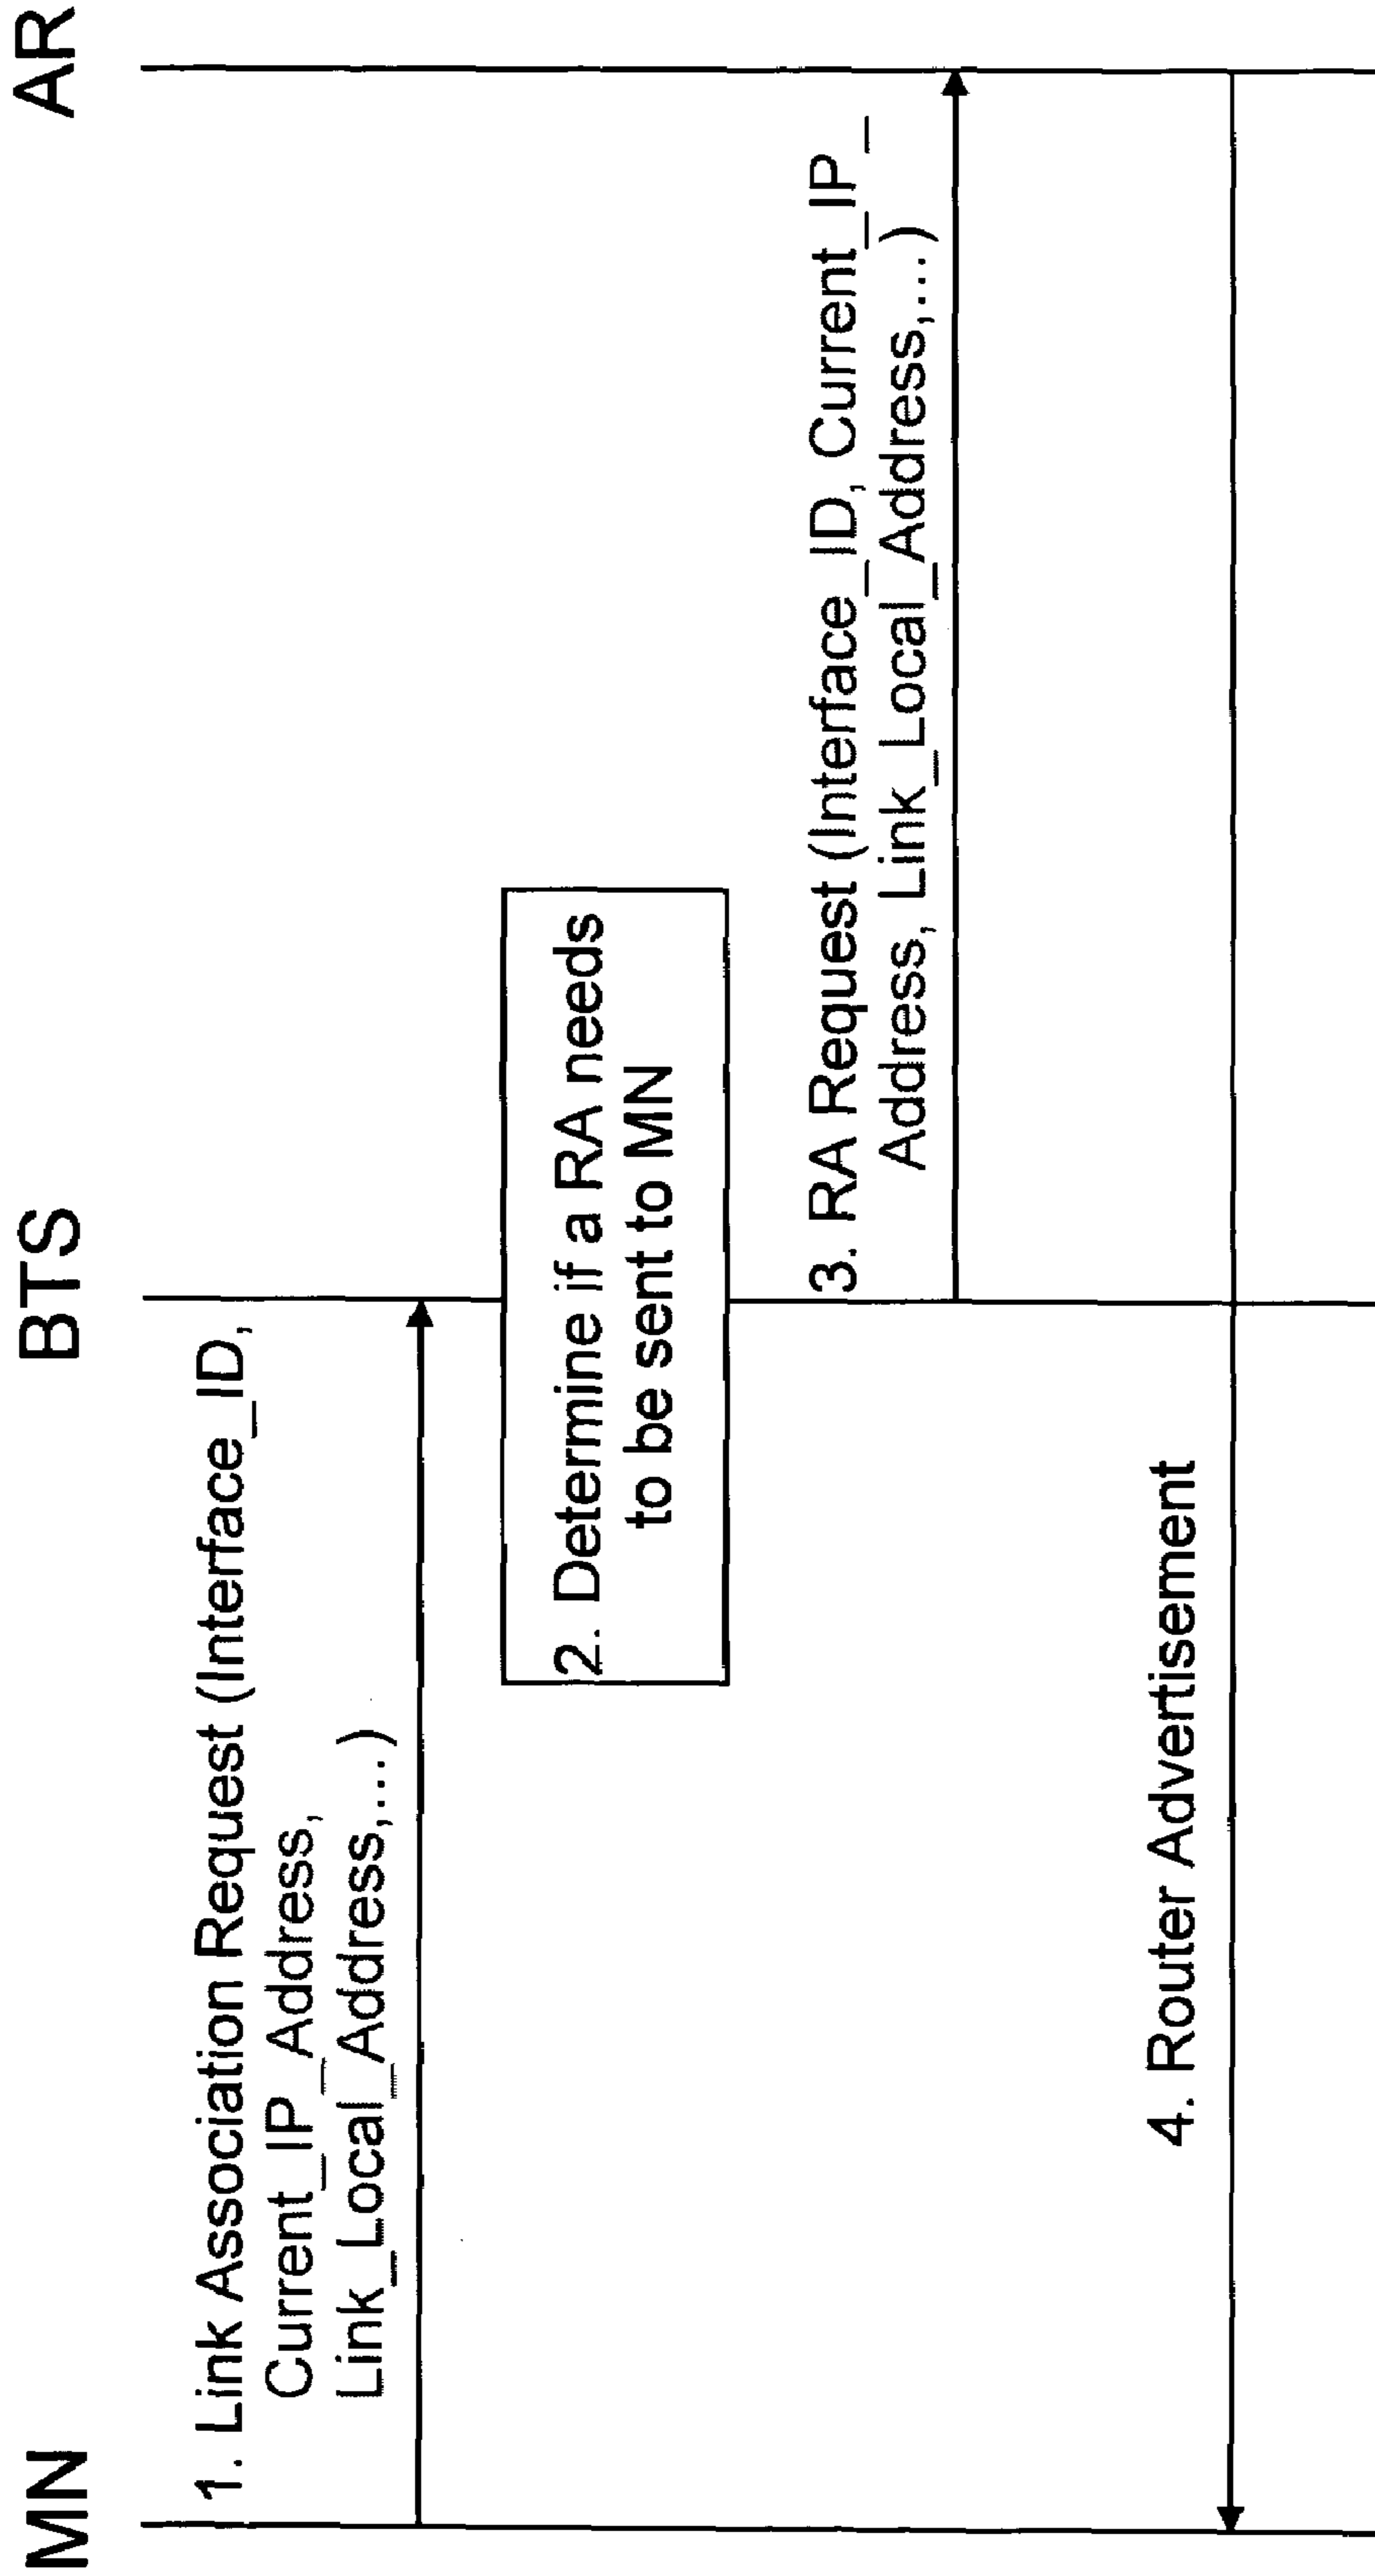 MN
BTS
AR
1. Link Association Request (Interface_ID,
Current_IP_Address,
Link_Local_Address,...)
2. Determine if a RA needs
to be sent to MN
3. RA Request (Interface_ID, Current_IP_
Address, Link_Local_Address,...)
4. Router Advertisement